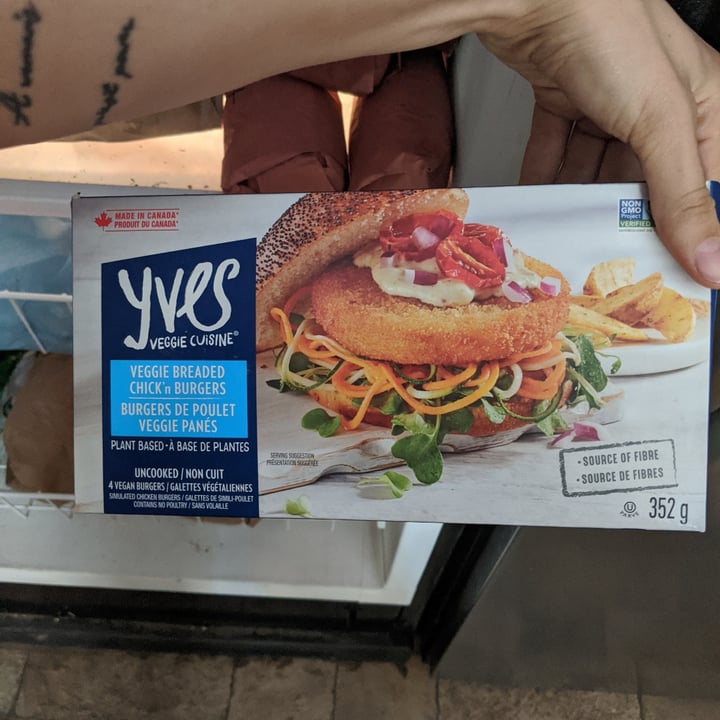 MADE IN CANADA*
PRODUIT DU CANADA*
yves
VEGGIE CUISINE®
VEGGIE BREADED
CHICK'n BURGERS
BURGERS DE POULET
VEGGIE PANÉS
PLANT BASED • À BASE DE PLANTES
UNCOOKED / NON CUIT
4 VEGAN BURGERS / GALETTES VÉGÉTALIENNES
SIMULATED CHICKEN BURGERS / GALETTES DE SIMILI-POULET
CONTAINS NO POULTRY / SANS VOLAILLE
SERVING SUGGESTION
PRÉSENTATION SUGGÉRÉE
NON
GMO
Project
VERIFIED
• SOURCE OF FIBRE
• SOURCE DE FIBRES
U
PARVE
352 g